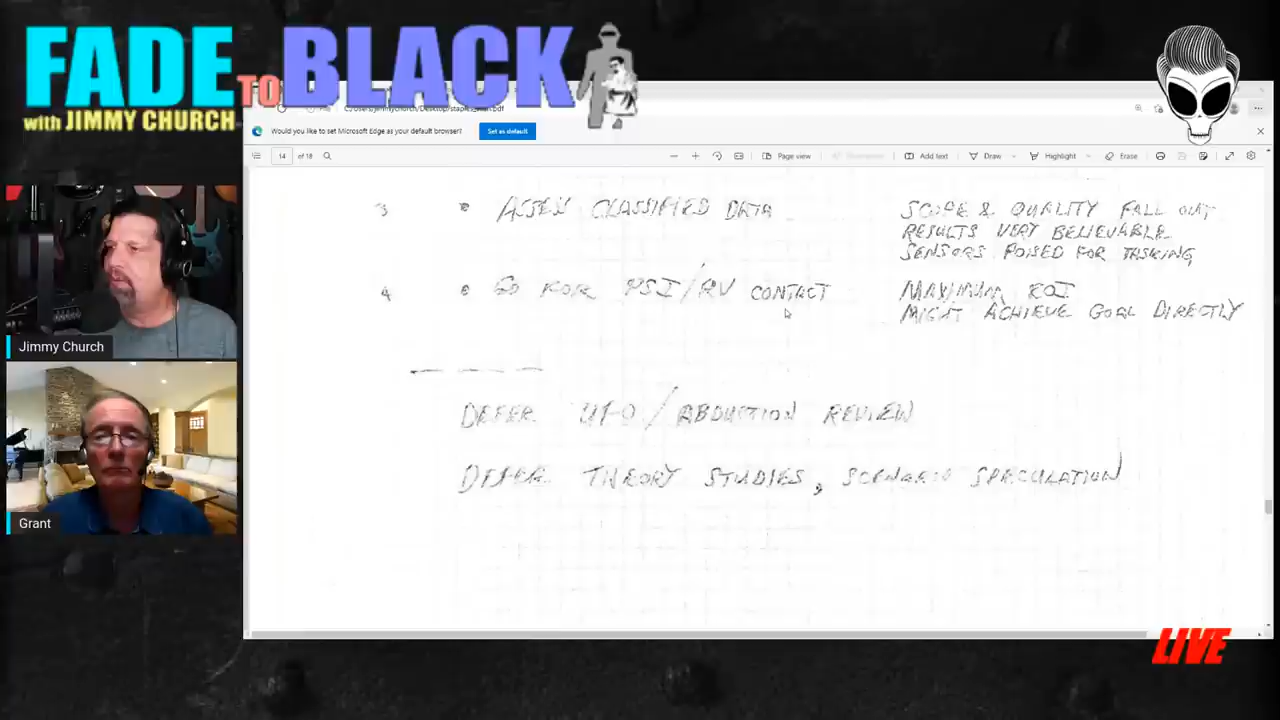 FADE TO BLACK
with JIMMY CHURCH
Would you like to set Microsoft Edge as your default browser?
Set as default
14 of 18
Page view
Add text
Draw
Highlight
Erase
3 • ASSESS CLASSIFIED DATA
SCOPE & QUALITY FALL OUT
RESULTS VERY BELIEVABLE
SENSORS POISED FOR TASKING
4 • GO FOR PSI/RV CONTACT
MAXIMUM ROI
MIGHT ACHIEVE GOAL DIRECTLY
DEFER UFO/ABDUCTION REVIEW
DEFER THEORY STUDIES, SCENARIO SPECULATION
Jimmy Church
Grant
LIVE